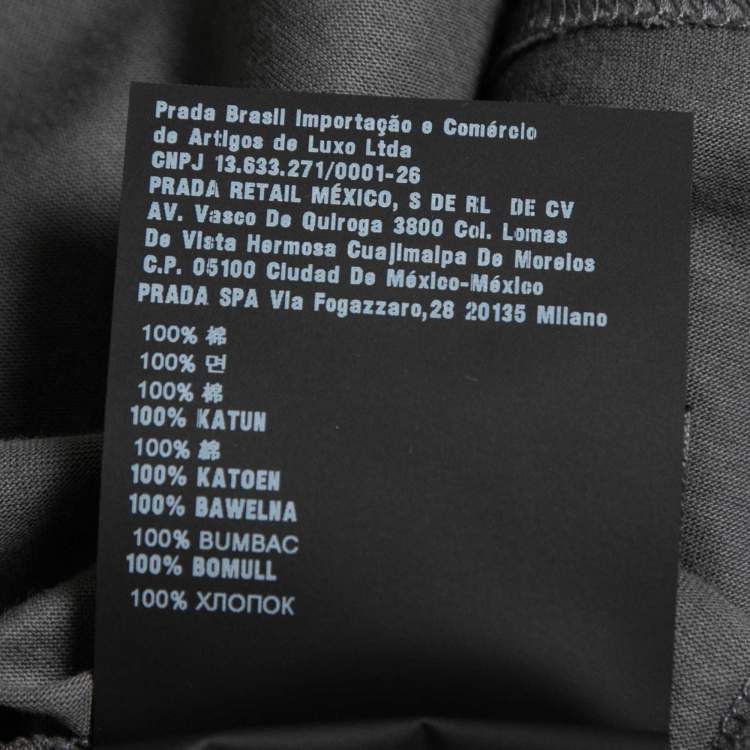 Prada Brasil Importação e Comércio
de Artigos de Luxo Ltda
CNPJ 13.633.271/0001-26
PRADA RETAIL MÉXICO, S DE RL DE CV
AV. Vasco De Quiroga 3800 Col. Lomas
De Vista Hermosa Cuajimalpa De Morelos
C.P. 05100 Ciudad De México-México
PRADA SPA Via Fogazzaro,28 20135 Milano
100% 棉
100% 면
100% 棉
100% KATUN
100% 綿
100% KATOEN
100% BAWELNA
100% BUMBAC
100% BOMULL
100% ХЛОПОК